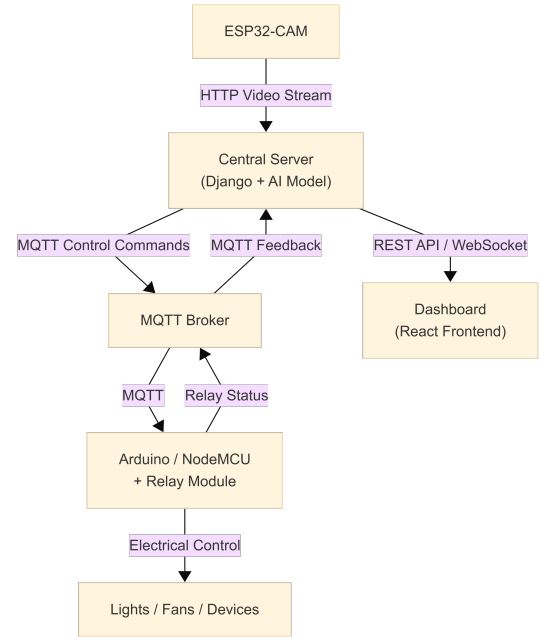 ESP32-CAM
HTTP Video Stream
Central Server
(Django + AI Model)
MQTT Control Commands
MQTT Feedback
REST API / WebSocket
MQTT Broker
Dashboard
(React Frontend)
MQTT
Relay Status
Arduino / NodeMCU
+ Relay Module
Electrical Control
Lights / Fans / Devices